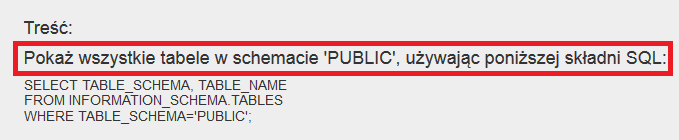 Treść:
Pokaż wszystkie tabele w schemacie 'PUBLIC', używając poniższej składni SQL:
SELECT TABLE_SCHEMA, TABLE_NAME
FROM INFORMATION_SCHEMA.TABLES
WHERE TABLE_SCHEMA='PUBLIC';